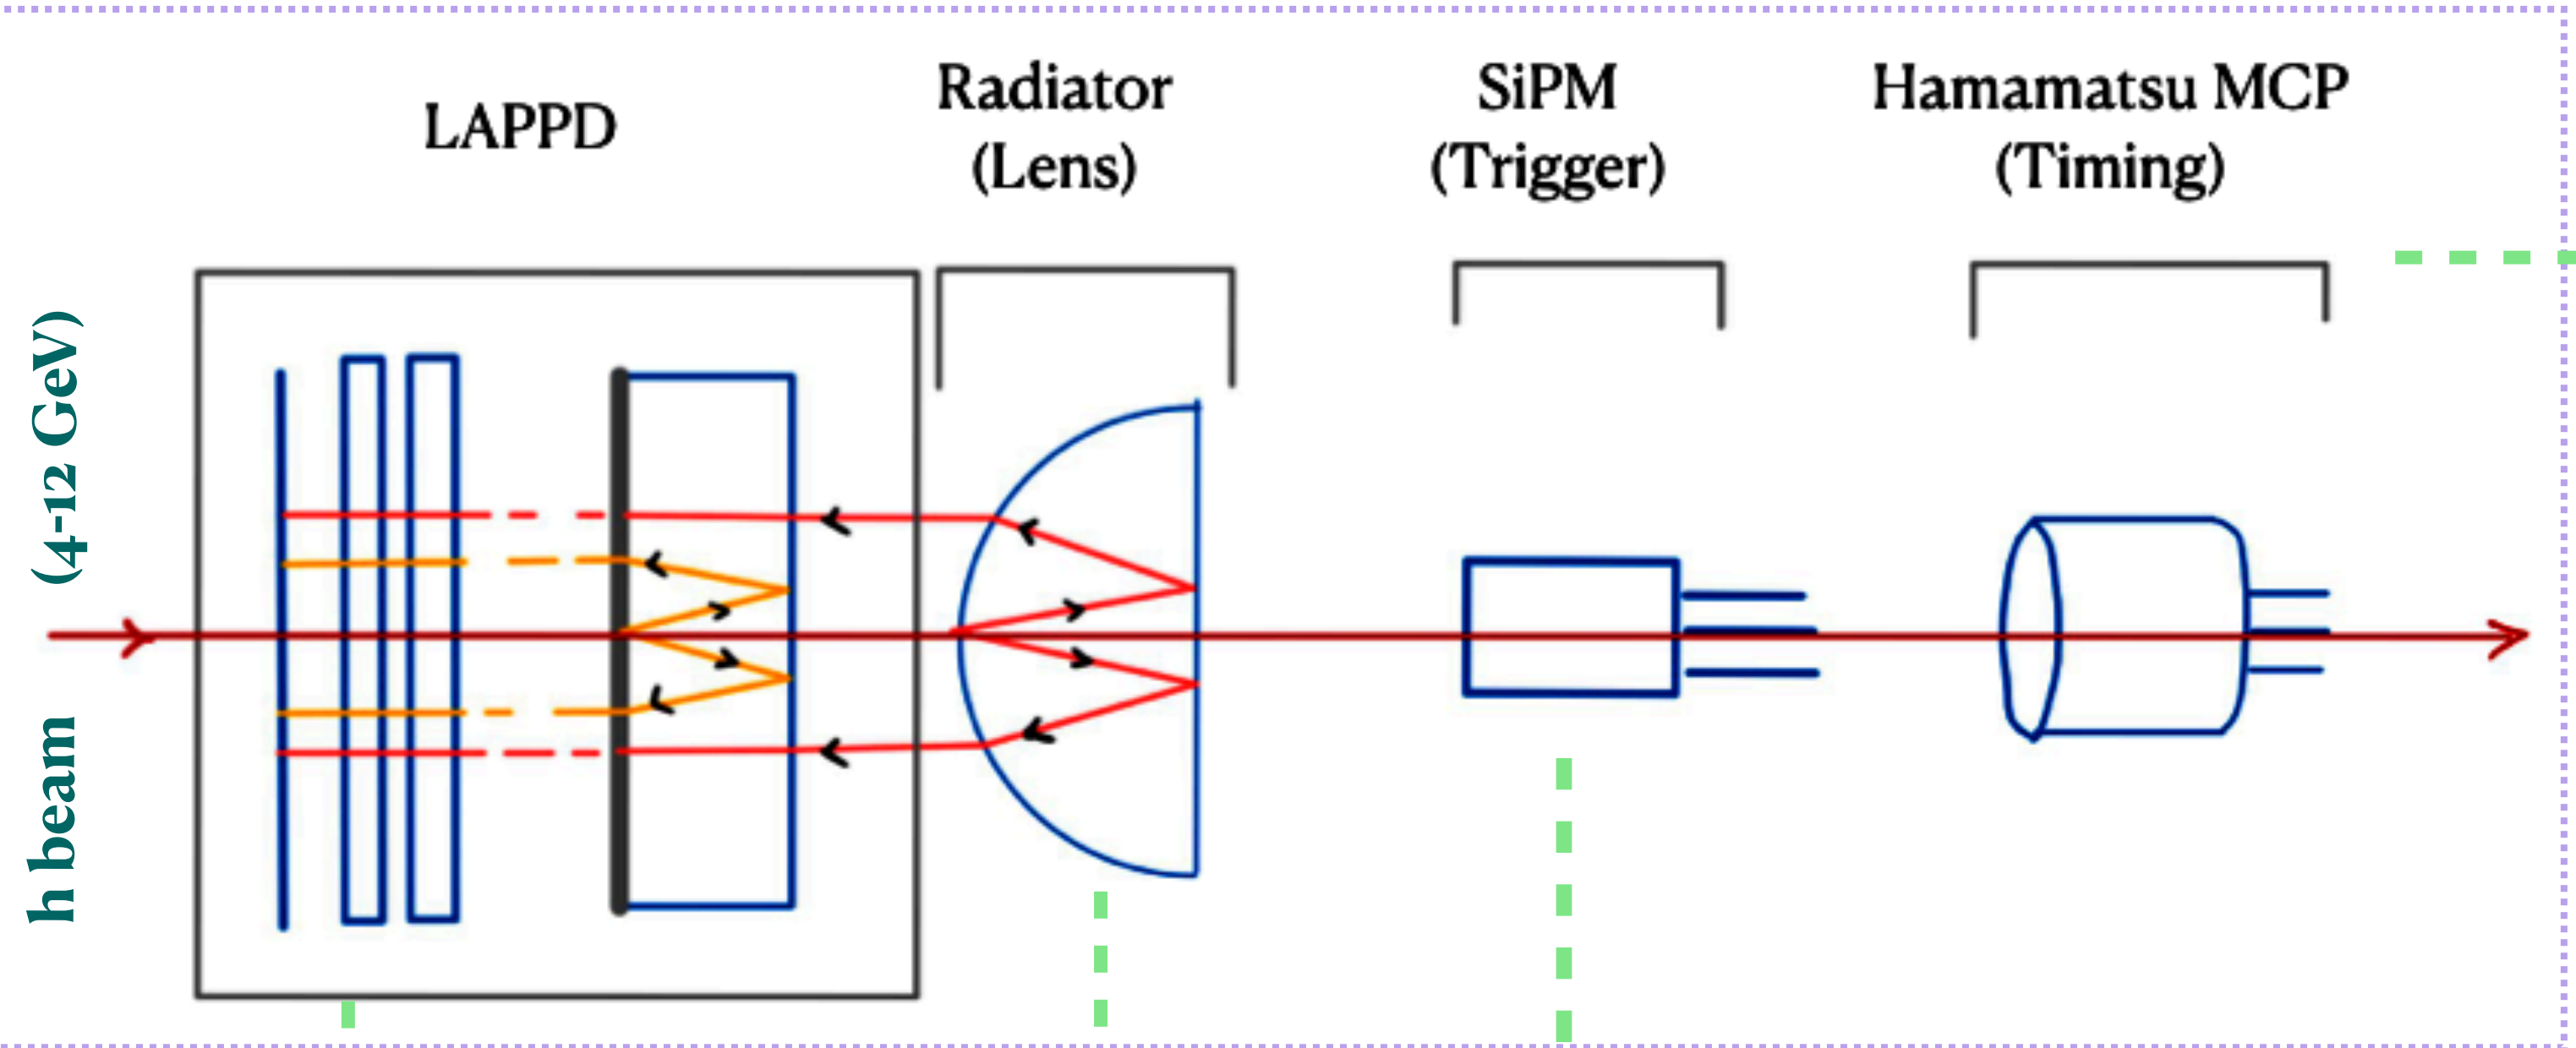 LAPPD
Radiator
(Lens)
SiPM
(Trigger)
Hamamatsu MCP
(Timing)
h beam (4-12 GeV)